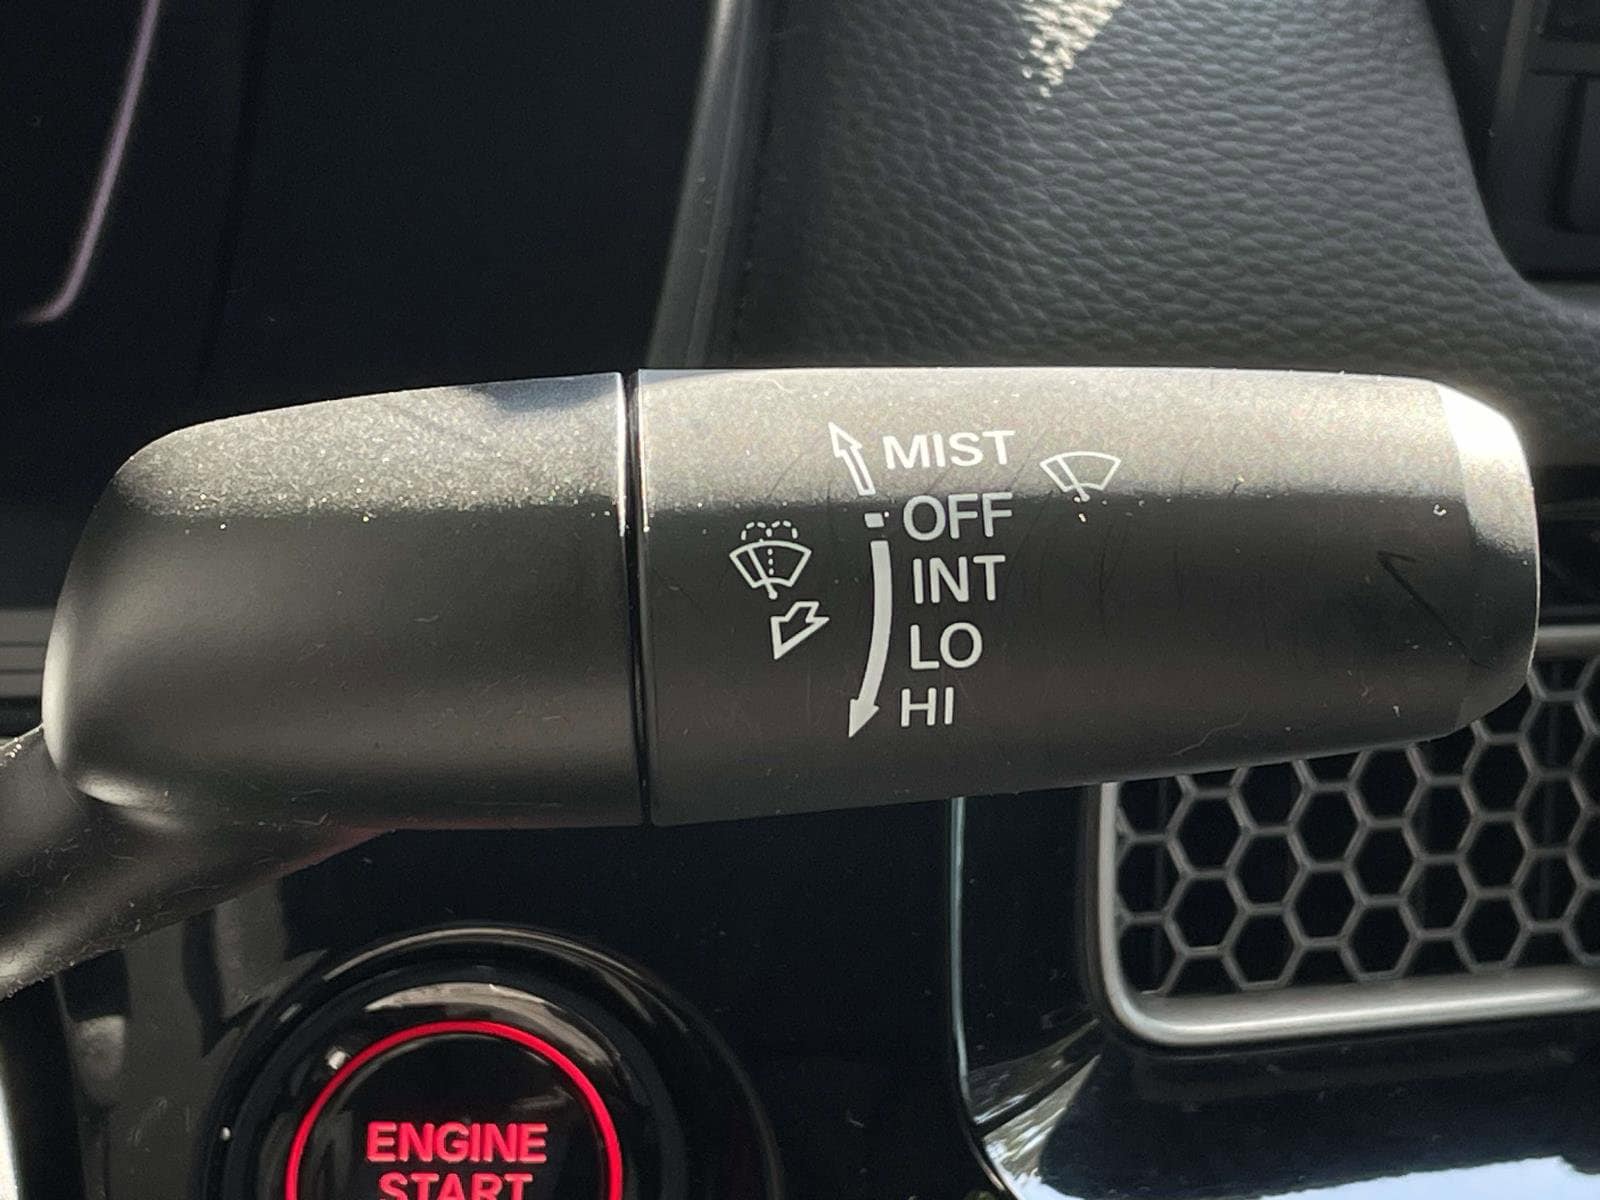 MIST
OFF
INT
LO
HI
ENGINE
START